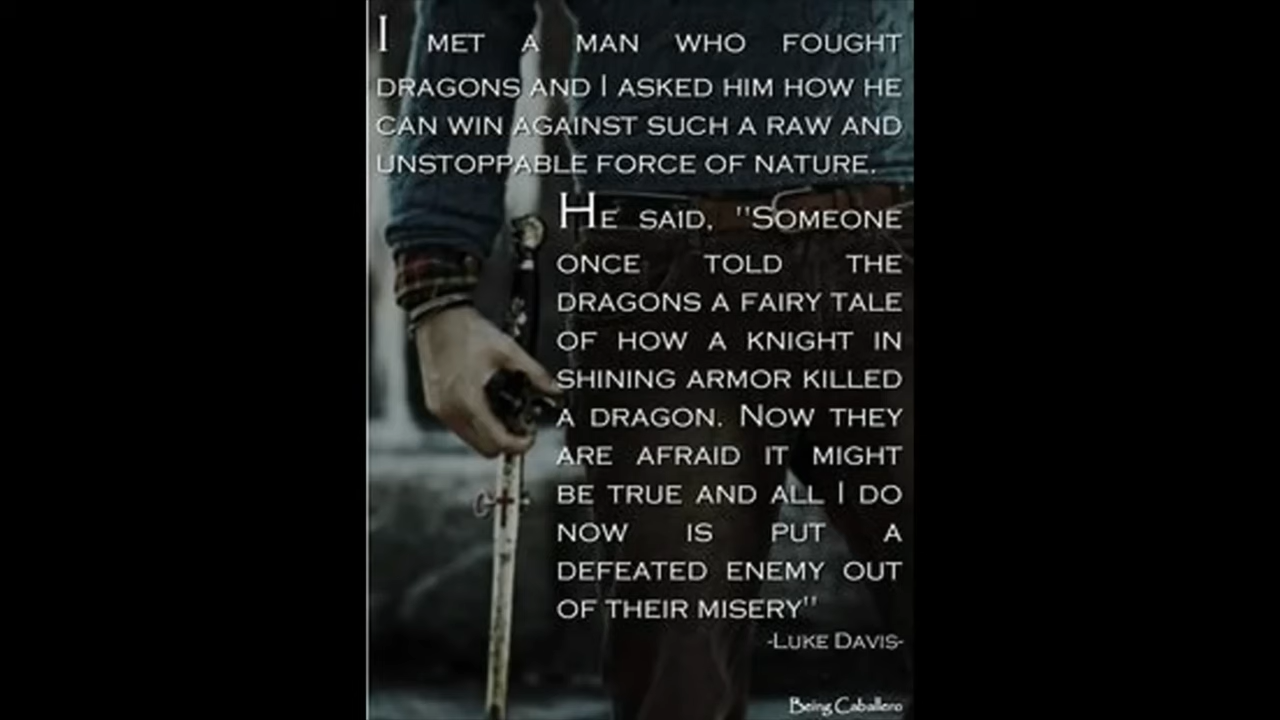 I MET A MAN WHO FOUGHT
DRAGONS AND I ASKED HIM HOW HE
CAN WIN AGAINST SUCH A RAW AND
UNSTOPPABLE FORCE OF NATURE.
HE SAID, "SOMEONE
ONCE TOLD THE
DRAGONS A FAIRY TALE
OF HOW A KNIGHT IN
SHINING ARMOR KILLED
A DRAGON. NOW THEY
ARE AFRAID IT MIGHT
BE TRUE AND ALL I DO
NOW IS PUT A
DEFEATED ENEMY OUT
OF THEIR MISERY"
-LUKE DAVIS-
Being Caballero